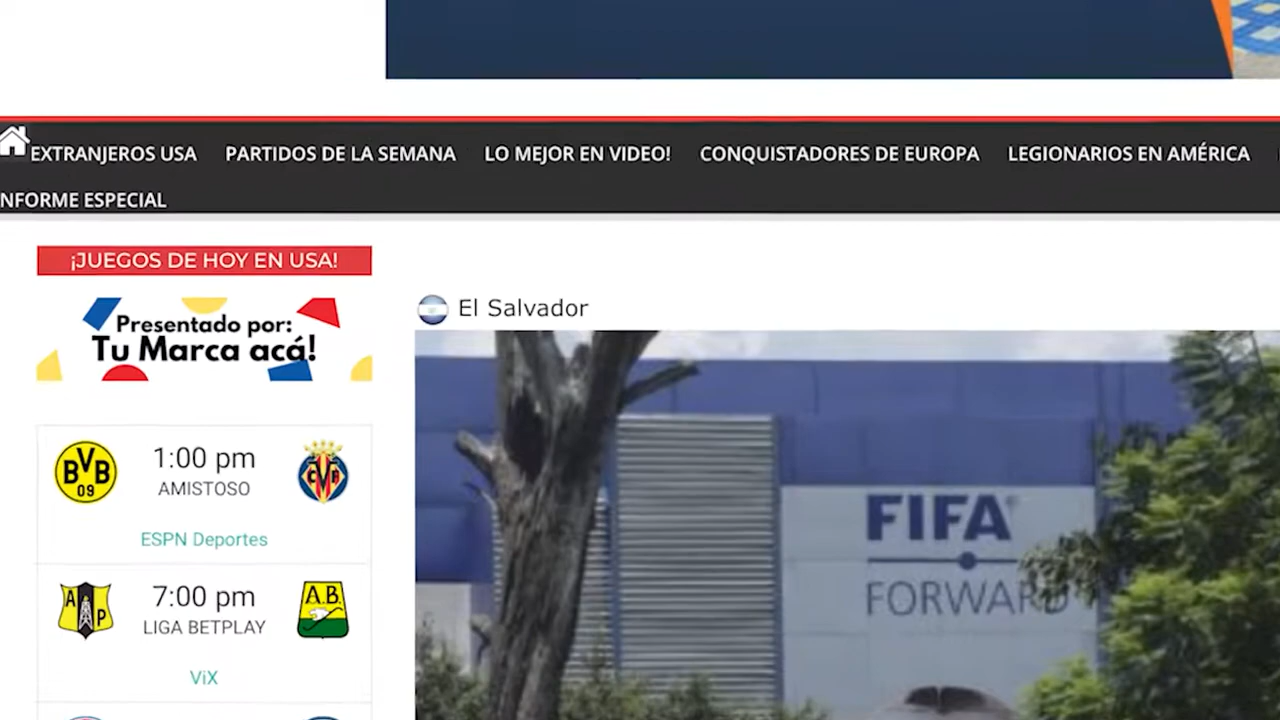 EXTRANJEROS USA PARTIDOS DE LA SEMANA LO MEJOR EN VIDEO! CONQUISTADORES DE EUROPA LEGIONARIOS EN AMÉRICA
NFORME ESPECIAL
¡JUEGOS DE HOY EN USA!
Presentado por:
Tu Marca acá!
El Salvador
BVB
09
1:00 pm
AMISTOSO
ESPN Deportes
AP
7:00 pm
LIGA BETPLAY
A.B.
ViX
FIFA®
FORWARD